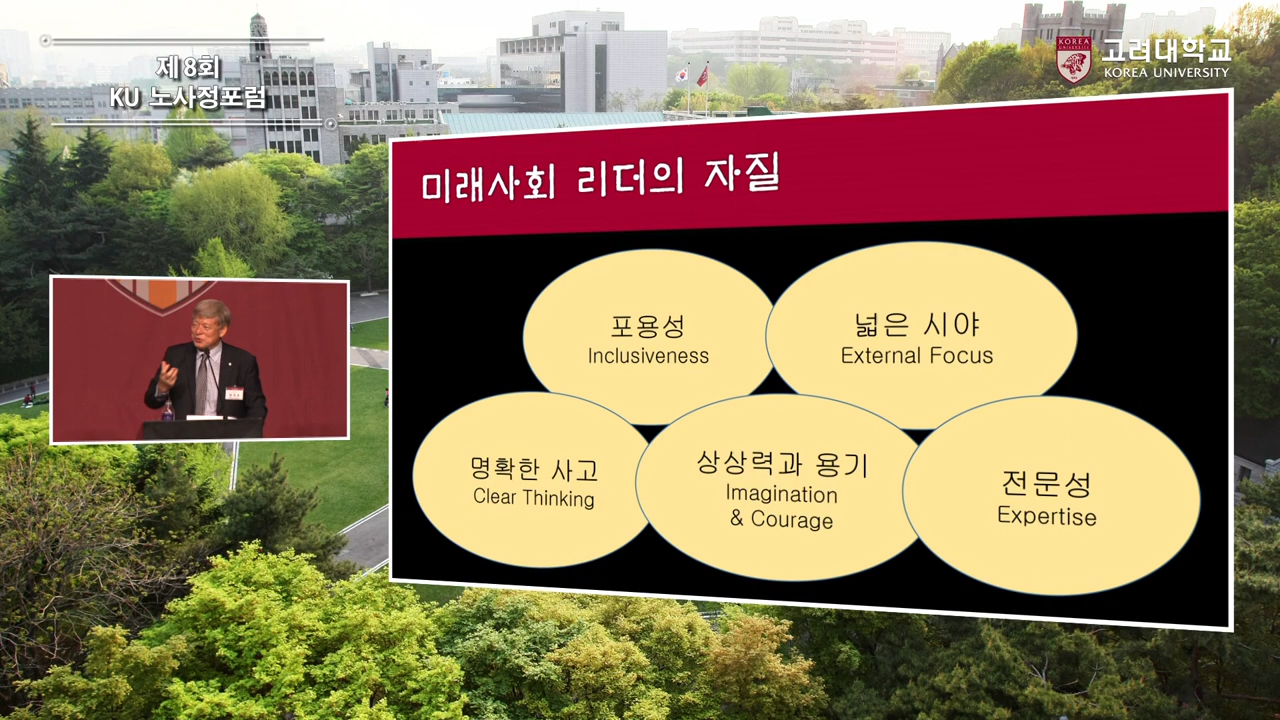 제8회
KU 노사정포럼
KOREA
UNIVERSITY
고려대학교
KOREA UNIVERSITY
미래사회 리더의 자질
포용성
Inclusiveness
넓은 시야
External Focus
명확한 사고
Clear Thinking
상상력과 용기
Imagination
& Courage
전문성
Expertise